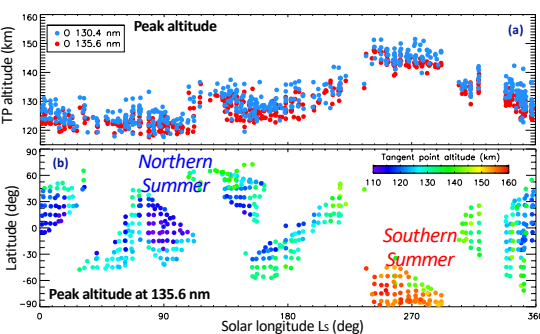 160
150
140
130
120
TP altitude (km)
O 130.4 nm
O 135.6 nm
Peak altitude
(a)
90
60
30
0
-30
-60
-90
Latitude (deg)
(b)
Northern
Summer
Tangent point altitude (km)
110 120 130 140 150 160
Southern
Summer
Peak altitude at 135.6 nm
0 90 180 270 360
Solar longitude Ls (deg)